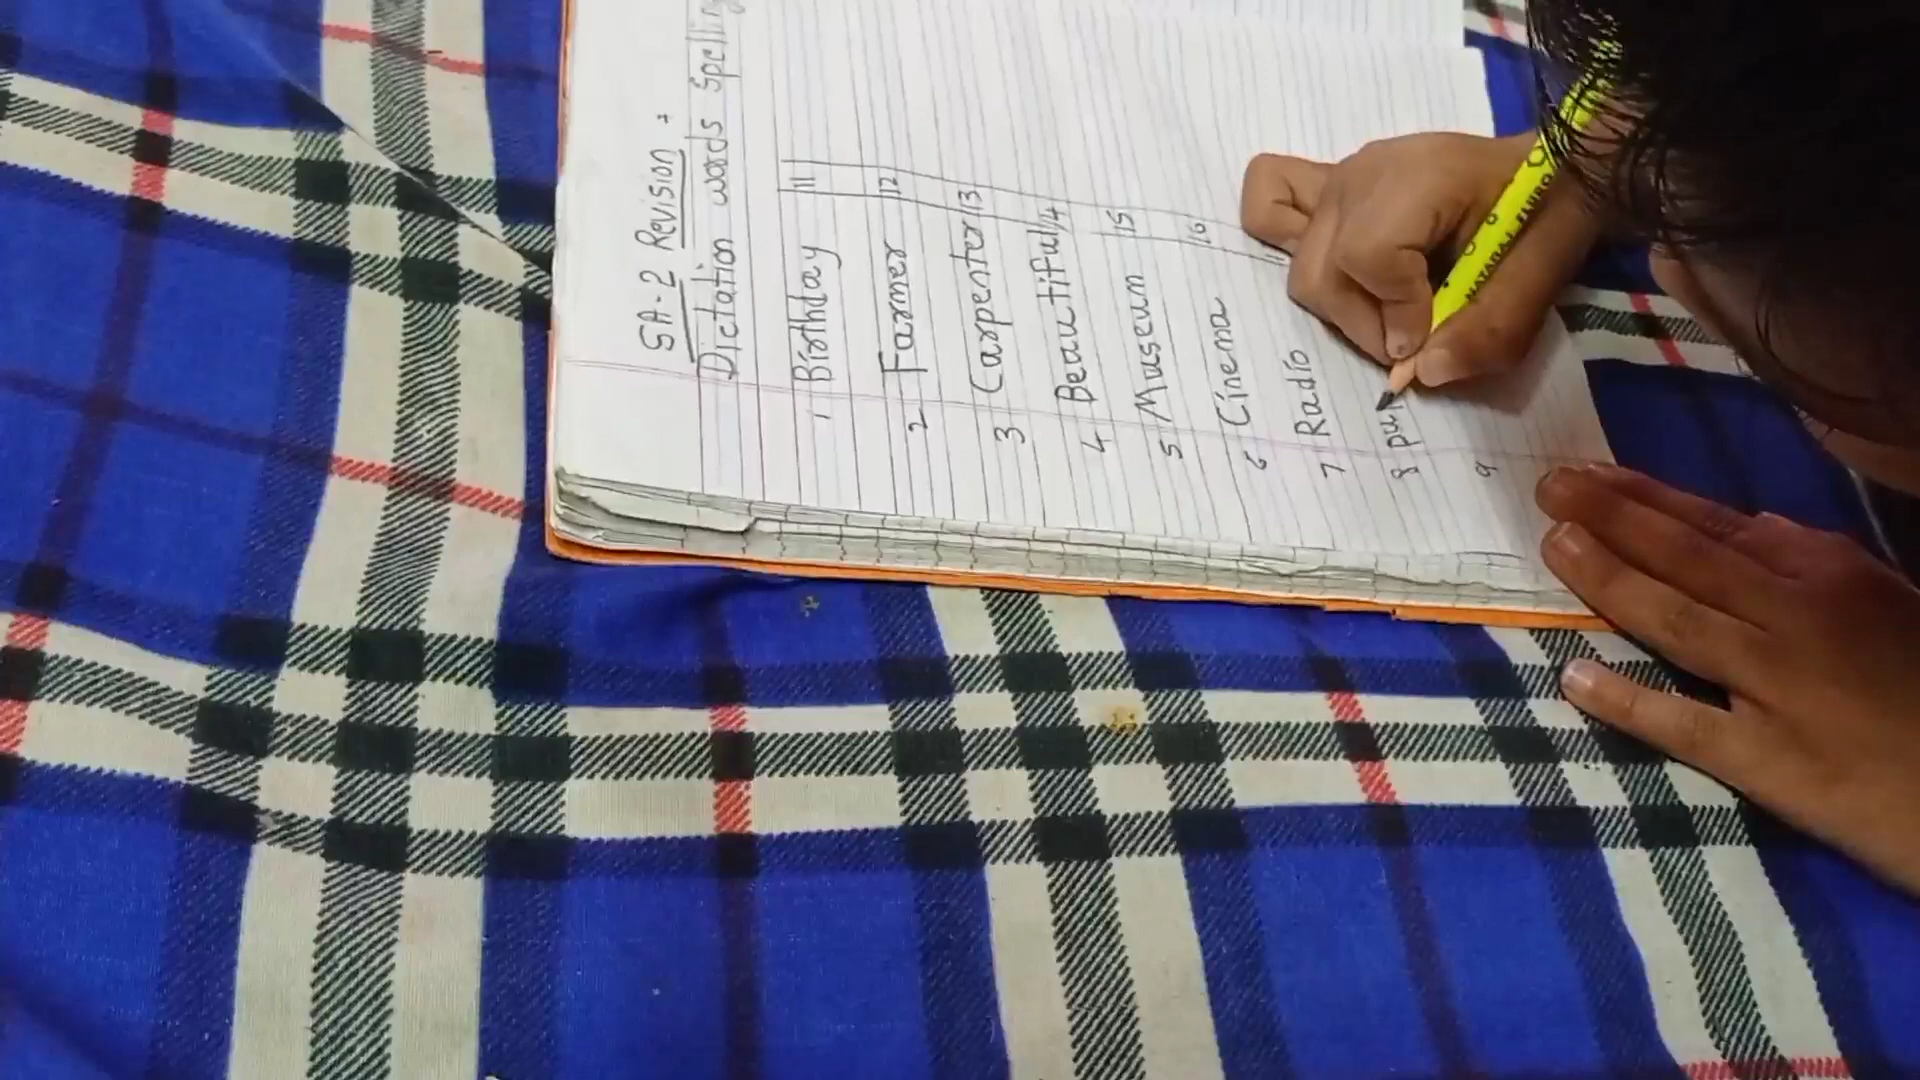 SA-2 Revision :
Dictation words Spelling
1 Birthday 11
2 Farmer 12
3 Carpenter 13
4 Beautiful 14
5 Museum 15
6 Cinema 16
7 Radio
8 pu
9